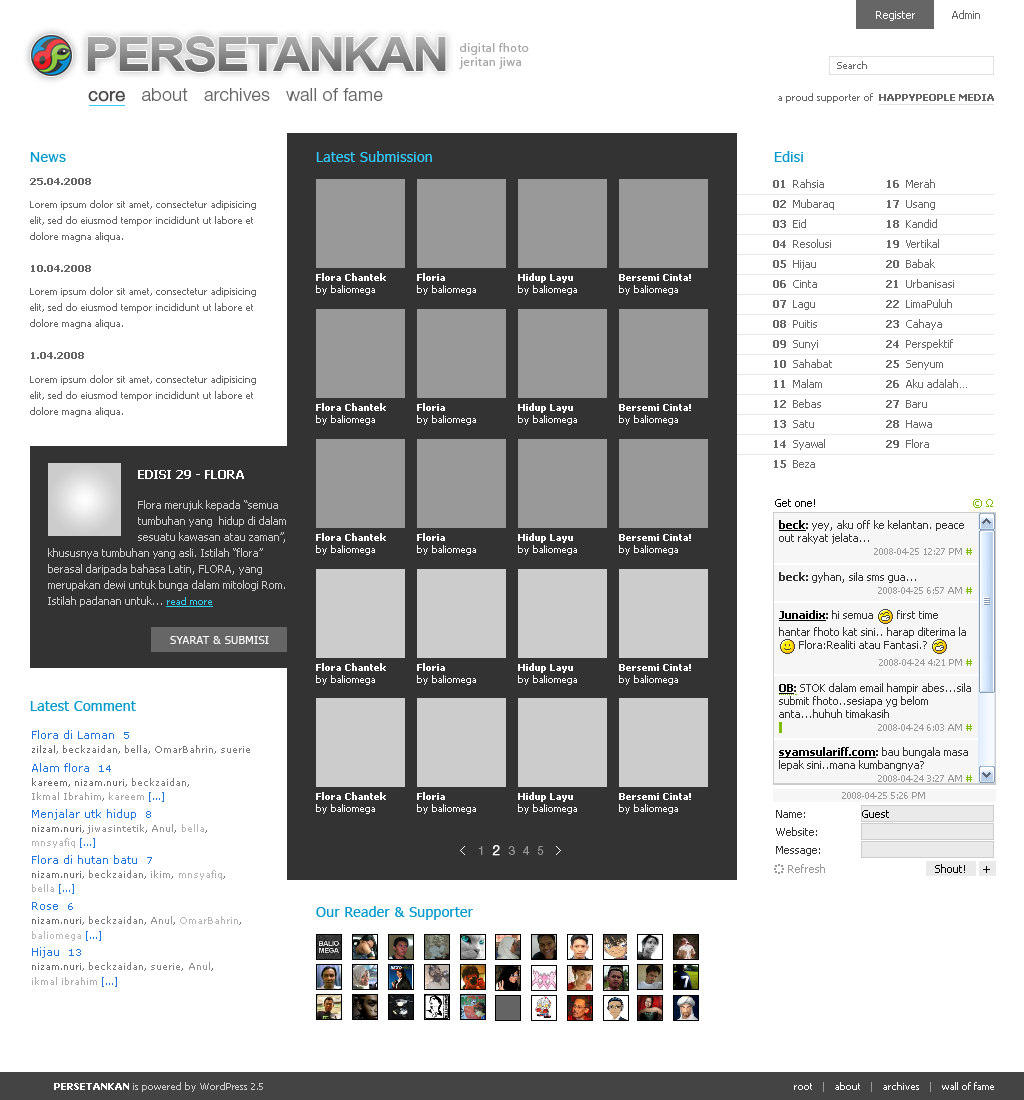 Register Admin
PERSETANKAN
digital fhoto
jeritan jiwa
Search
core about archives wall of fame
a proud supporter of HAPPYPEOPLE MEDIA
News
25.04.2008
Lorem ipsum dolor sit amet, consectetur adipisicing
elit, sed do eiusmod tempor incididunt ut labore et
dolore magna aliqua.
10.04.2008
Lorem ipsum dolor sit amet, consectetur adipisicing
elit, sed do eiusmod tempor incididunt ut labore et
dolore magna aliqua.
1.04.2008
Lorem ipsum dolor sit amet, consectetur adipisicing
elit, sed do eiusmod tempor incididunt ut labore et
dolore magna aliqua.
EDISI 29 - FLORA
Flora merujuk kepada “semua
tumbuhan yang hidup di dalam
sesuatu kawasan atau zaman”,
khususnya tumbuhan yang asli. Istilah “flora”
berasal daripada bahasa Latin, FLORA, yang
merupakan dewi untuk bunga dalam mitologi Rom.
Istilah padanan untuk... read more
SYARAT & SUBMISI
Latest Comment
Flora di Laman 5
zilzal, beckzaidan, bella, OmarBahrin, suerie
Alam flora 14
kareem, nizam.nuri, beckzaidan,
Ikmal Ibrahim, kareem [...]
Menjalar utk hidup 8
nizam.nuri, jiwasintetik, Anul, bella,
mnsyafiq [...]
Flora di hutan batu 7
nizam.nuri, beckzaidan, ikim, mnsyafiq,
bella [...]
Rose 6
nizam.nuri, beckzaidan, Anul, OmarBahrin,
baliomega [...]
Hijau 13
nizam.nuri, beckzaidan, suerie, Anul,
ikmal ibrahim [...]
Latest Submission
Flora Chantek Floria Hidup Layu Bersemi Cinta!
by baliomega by baliomega by baliomega by baliomega
Flora Chantek Floria Hidup Layu Bersemi Cinta!
by baliomega by baliomega by baliomega by baliomega
Flora Chantek Floria Hidup Layu Bersemi Cinta!
by baliomega by baliomega by baliomega by baliomega
Flora Chantek Floria Hidup Layu Bersemi Cinta!
by baliomega by baliomega by baliomega by baliomega
Flora Chantek Floria Hidup Layu Bersemi Cinta!
by baliomega by baliomega by baliomega by baliomega
< 1 2 3 4 5 >
Our Reader & Supporter
BALIO
MEGA
Edisi
01 Rahsia 16 Merah
02 Mubaraq 17 Usang
03 Eid 18 Kandid
04 Resolusi 19 Vertikal
05 Hijau 20 Babak
06 Cinta 21 Urbanisasi
07 Lagu 22 LimaPuluh
08 Puitis 23 Cahaya
09 Sunyi 24 Perspektif
10 Sahabat 25 Senyum
11 Malam 26 Aku adalah...
12 Bebas 27 Baru
13 Satu 28 Hawa
14 Syawal 29 Flora
15 Beza
Get one! © Ω
beck: yey, aku off ke kelantan. peace
out rakyat jelata...
2008-04-25 12:27 PM #
beck: gyhan, sila sms gua...
2008-04-25 6:57 AM #
Junaidix: hi semua first time
hantar fhoto kat sini.. harap diterima la
Flora:Realiti atau Fantasi.?
2008-04-24 4:21 PM #
OB: STOK dalam email hampir abes...sila
submit fhoto..sesiapa yg belom
anta...huhuh timakasih
2008-04-24 6:03 AM #
syamsulariff.com: bau bungala masa
lepak sini..mana kumbangnya?
2008-04-24 3:27 AM #
2008-04-25 5:26 PM
Name: Guest
Website:
Message:
Refresh Shout! +
PERSETANKAN is powered by WordPress 2.5
root | about | archives | wall of fame